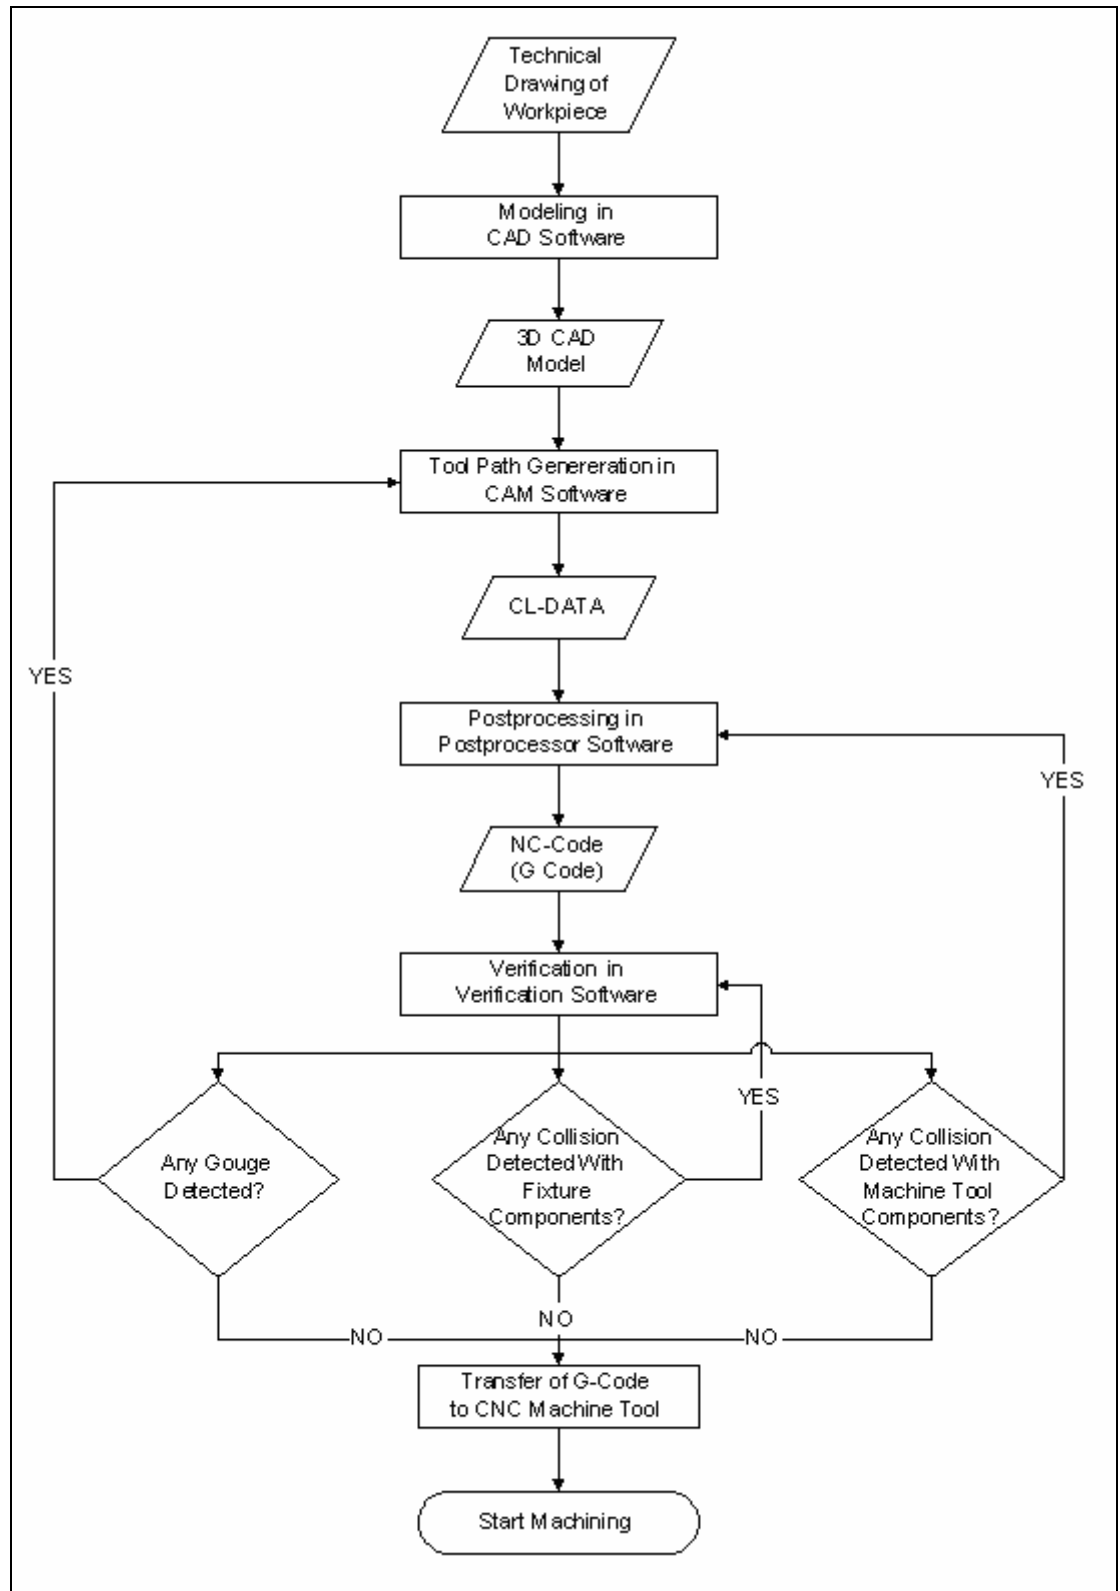 Technical
Drawing of
Workpiece
Modeling in
CAD Software
3D CAD
Model
Tool Path Genereration in
CAM Software
CL-DATA
YES
Postprocessing in
Postprocessor Software
YES
NC-Code
(G Code)
Verification in
Verification Software
YES
Any Gouge
Detected?
Any Collision
Detected With
Fixture
Components?
Any Collision
Detected With
Machine Tool
Components?
NO
NO
NO
Transfer of G-Code
to CNC Machine Tool
Start Machining